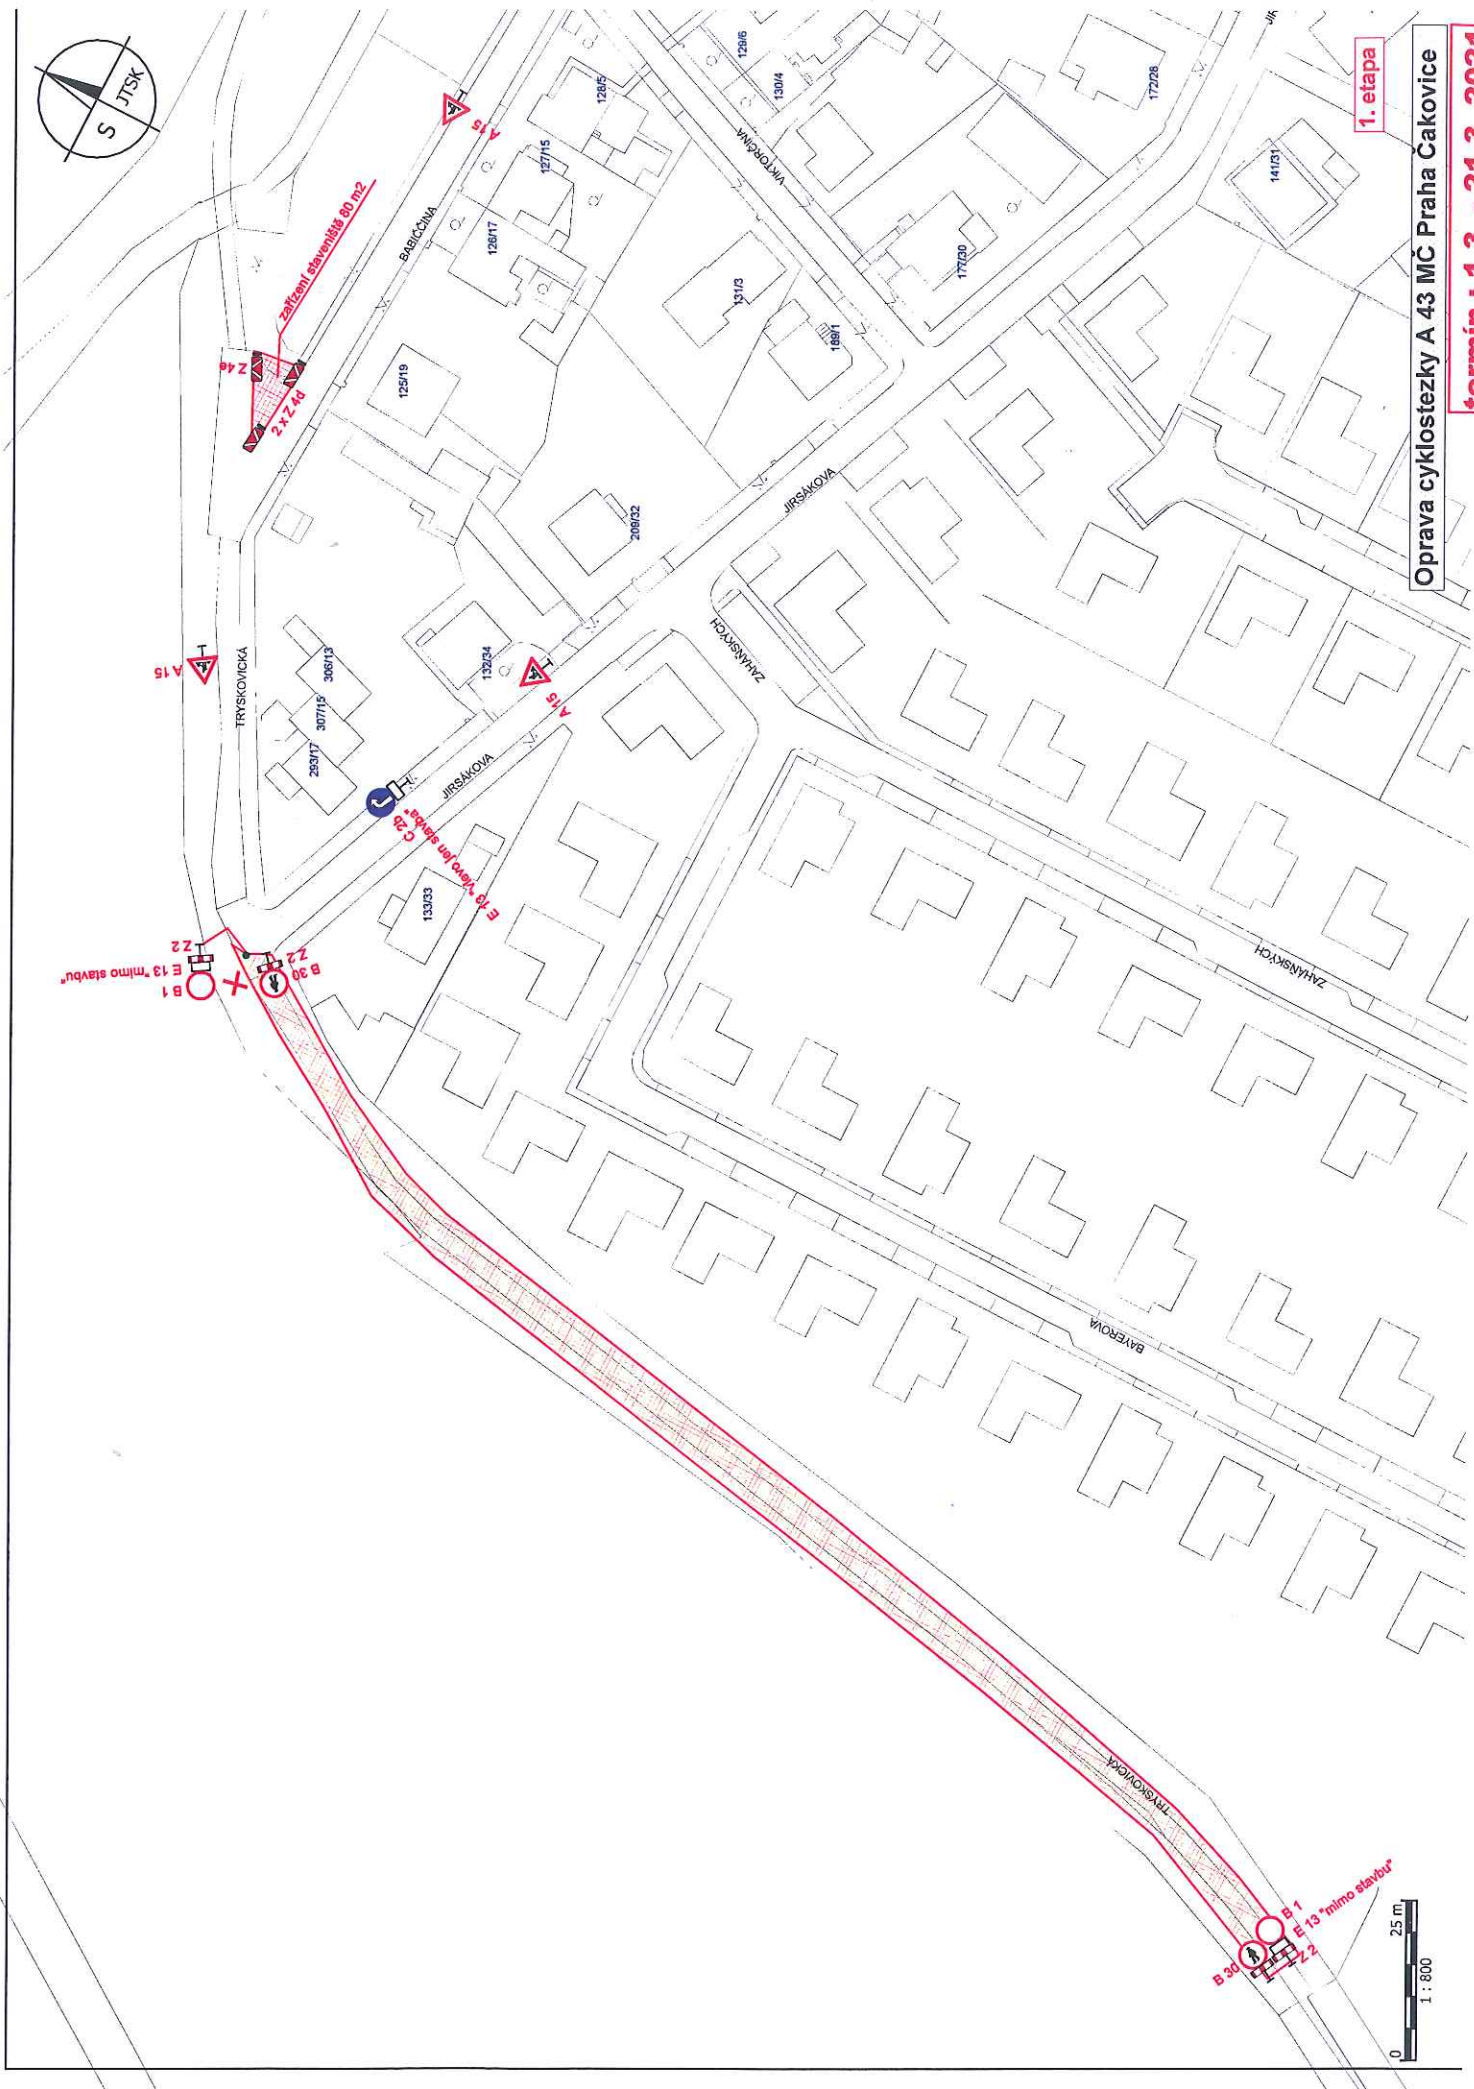 S
JTSK
A 15
zařízení staveniště 60 m2
BABIČČINA
Z 4e
2 x Z 4d
125/19
126/17
127/15
128/5
129/6
130/4
131/3
VIKTORČINA
172/28
177/30
189/1
141/31
209/32
JIRSÁKOVA
ZAHÁŇSKÝCH
A 15
TRYSKOVICKÁ
306/13
307/15
293/17
132/34
A 15
C 2b
E 13 "vlevo jen stavba"
JIRSÁKOVA
133/33
Z 2
E 13 "mimo stavbu"
B 1
Z 2
B 30
ZAHÁŇSKÝCH
BAYEROVA
TRYSKOVICKÁ
B 30
B 1
E 13 "mimo stavbu"
Z 2
0
25 m
1 : 800
1. etapa
Oprava cyklostezky A 43 MČ Praha Čakovice